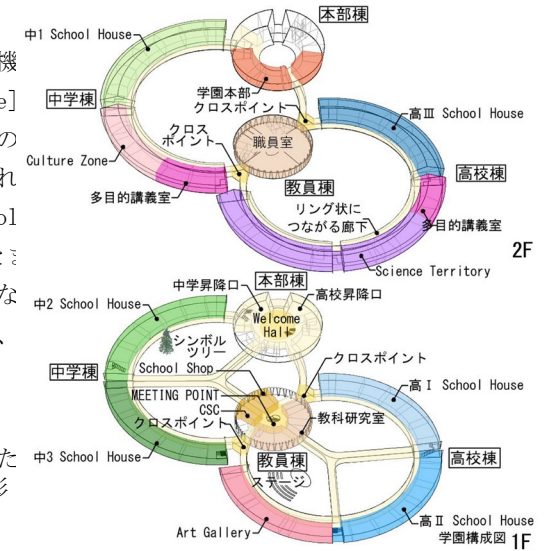 本部棟
中1 School House
機
学園本部
クロスポイント
中学棟
高Ⅲ School House
e]
の
クロス
ポイント
職員室
Culture Zone
れ
高校棟
教員棟
多目的講義室
リング状に
つながる廊下
多目的講義室
ol
2F
Science Territory
な
本部棟
中学昇降口
高校昇降口
中2 School House
Welcome
Hall
シンボル
ツリー
クロスポイント
、
School Shop
中学棟
高Ⅰ School House
MEETING POINT
CSC
教科研究室
クロスポイント
中3 School House
教員棟
高校棟
た
ステージ
形
Art Gallery
高Ⅱ School House
学園構成図 1F